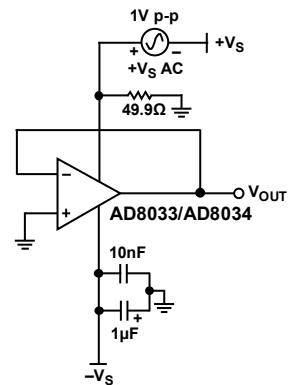 1V p-p
+ −
+VS
+VS AC
49.9Ω
−
+
VOUT
AD8033/AD8034
10nF
1µF
+
−VS